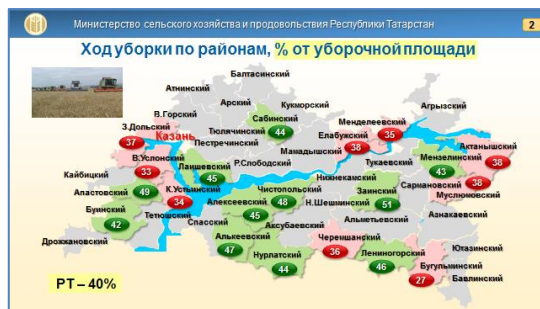 Министерство сельского хозяйства и продовольствия Республики Татарстан
2
Ход уборки по районам, % от уборочной площади
Балтасинский
Атнинский
Арский
Кукморский
Агрызский
Сабинский
44
В.Горский
Менделеевский
35
З.Дольский
Казань
Тюлячинский
Елабужский
38
37
Пестречинский
Актанышский
38
Мамадышский
Мензелинский
43
В.Услонский
33
Лаишевский
45
Р.Слободский
Тукаевский
Кайбицкий
Нижнекамский
Сармановский
38
Муслюмовский
Апастовский
49
К.Устьинский
34
Чистопольский
48
Заинский
51
Алексеевский
45
Н.Шешминский
Буинский
42
Тетюшский
Спасский
Аксубаевский
Альметьевский
Азнакаевский
Дрожжановский
Алькеевский
47
Черемшанский
36
Лениногорский
46
Ютазинский
Нурлатский
44
Бугульминский
27
Бавлинский
РТ – 40%